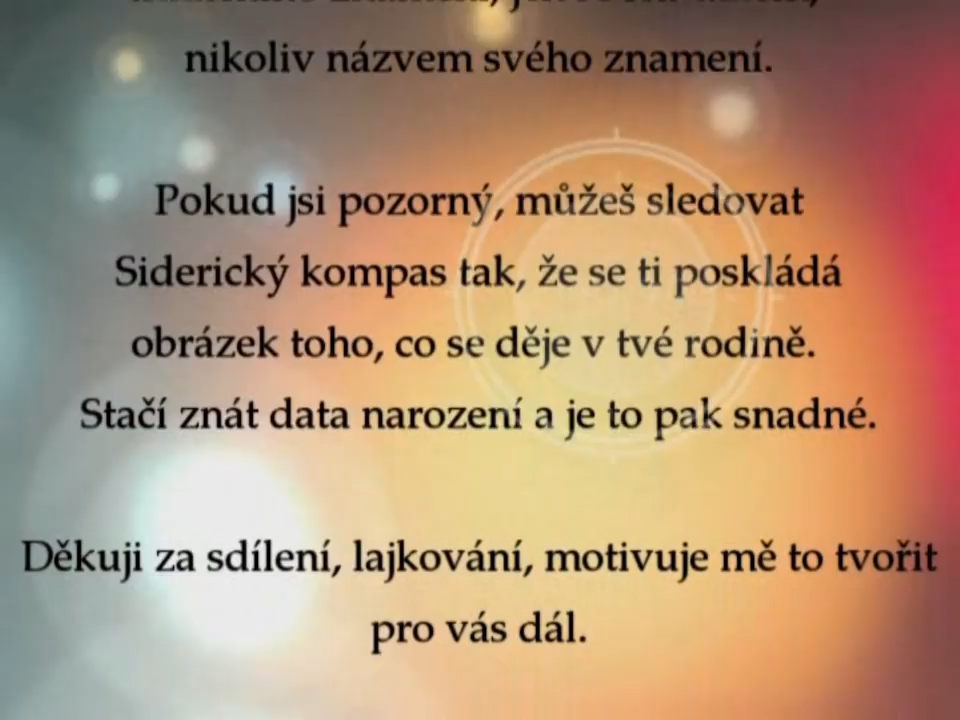 nikoliv názvem svého znamení.
Pokud jsi pozorný, můžeš sledovat
Siderický kompas tak, že se ti poskládá
obrázek toho, co se děje v tvé rodině.
Stačí znát data narození a je to pak snadné.
Děkuji za sdílení, lajkování, motivuje mě to tvořit
pro vás dál.